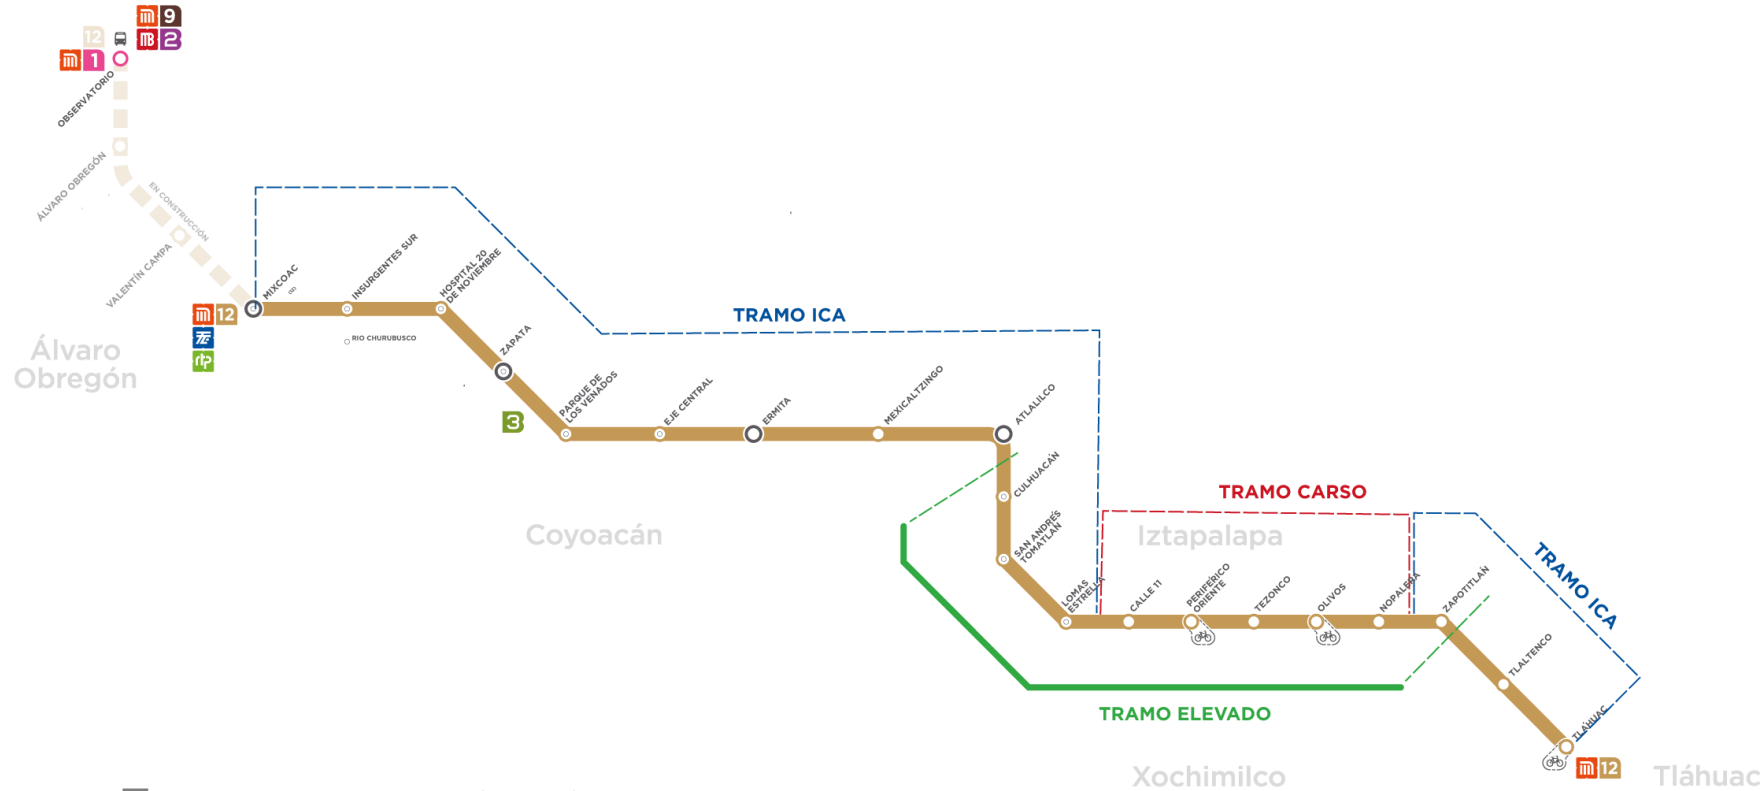 9
12
MB 2
1
OBSERVATORIO
ÁLVARO OBREGÓN
EN CONSTRUCCIÓN
VALENTÍN CAMPA
MIXCOAC
INSURGENTES SUR
HOSPITAL 20
DE NOVIEMBRE
12
TRAMO ICA
RIO CHURUBUSCO
ZAPATA
rtp
Álvaro
Obregón
PARQUE DE
LOS VENADOS
EJE CENTRAL
ERMITA
MEXICALTZINGO
ATLALILCO
3
CULHUACÁN
TRAMO CARSO
Coyoacán
Iztapalapa
SAN ANDRÉS
TOMATLÁN
TRAMO ICA
LOMAS
ESTRELLA
CALLE 11
PERIFÉRICO
ORIENTE
TEZONCO
OLIVOS
NOPALERA
ZAPOTITLÁN
TLALTENCO
TRAMO ELEVADO
TLÁHUAC
12
Xochimilco
Tláhuac